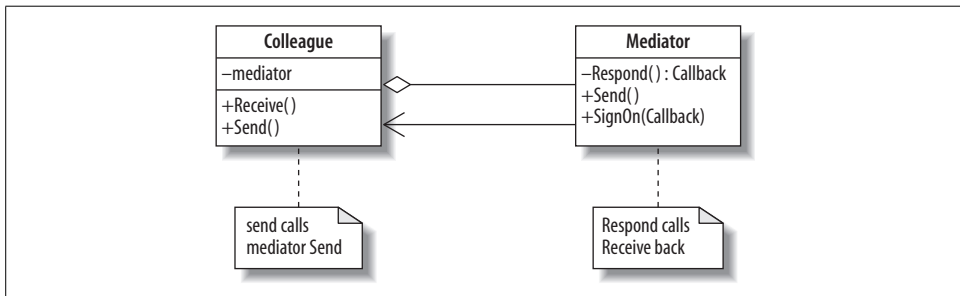 Colleague
–mediator
+Receive()
+Send()
Mediator
–Respond() : Callback
+Send()
+SignOn(Callback)
send calls
mediator Send
Respond calls
Receive back